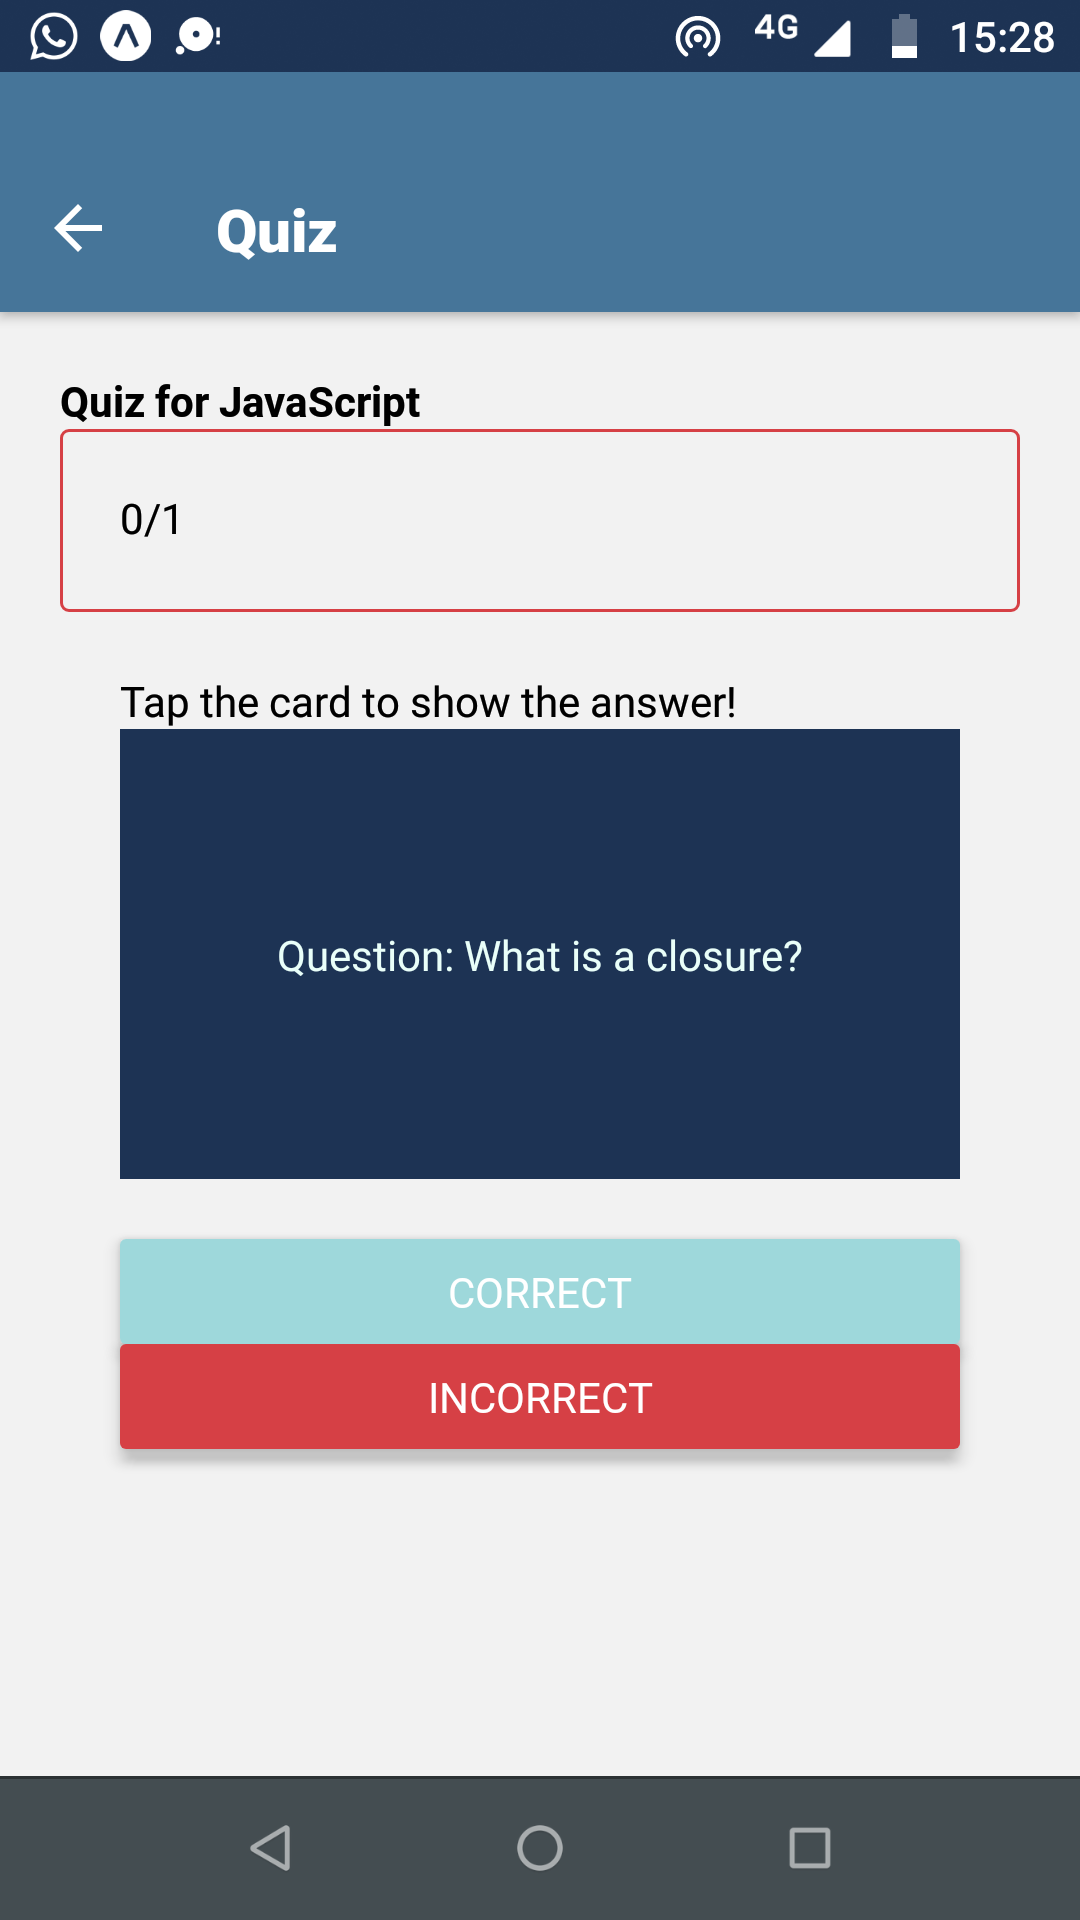 4G 15:28
Quiz
Quiz for JavaScript
0/1
Tap the card to show the answer!
Question: What is a closure?
CORRECT
INCORRECT